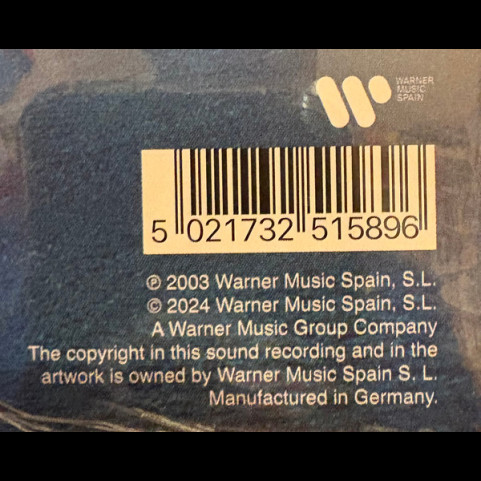 WARNER
MUSIC
SPAIN
5 021732 515896
℗ 2003 Warner Music Spain, S.L.
© 2024 Warner Music Spain, S.L.
A Warner Music Group Company
The copyright in this sound recording and in the
artwork is owned by Warner Music Spain S. L.
Manufactured in Germany.